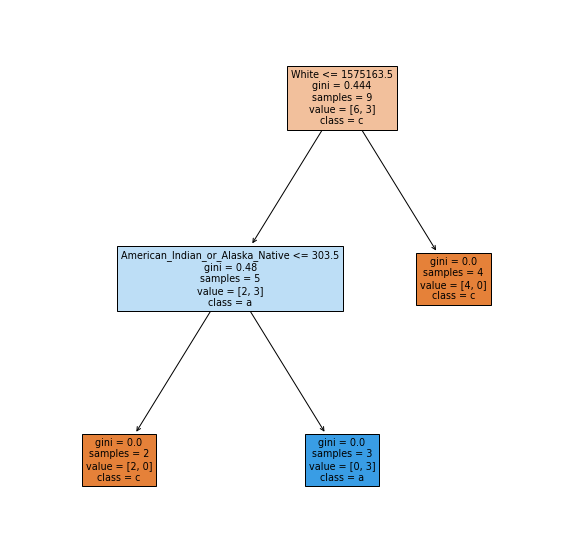 White <= 1575163.5
gini = 0.444
samples = 9
value = [6, 3]
class = c
American_Indian_or_Alaska_Native <= 303.5
gini = 0.48
samples = 5
value = [2, 3]
class = a
gini = 0.0
samples = 4
value = [4, 0]
class = c
gini = 0.0
samples = 2
value = [2, 0]
class = c
gini = 0.0
samples = 3
value = [0, 3]
class = a